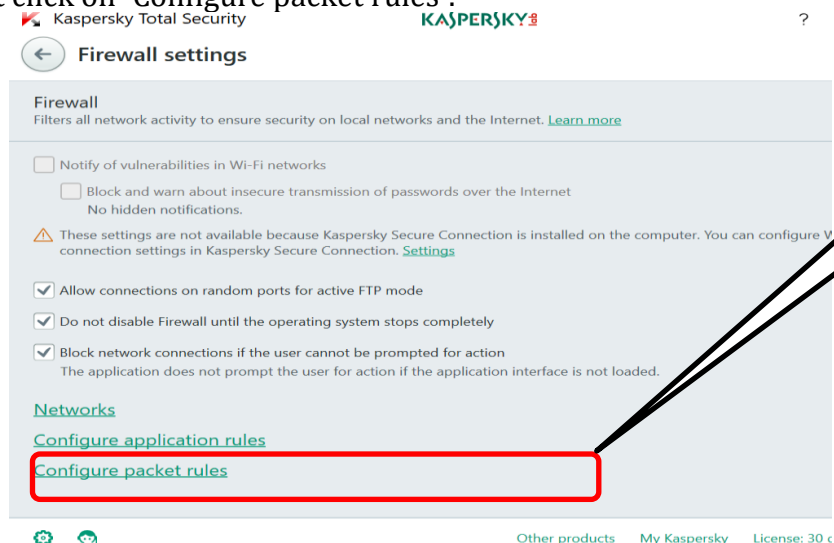 click on "Configure packet rules".
Kaspersky Total Security
KASPERSKY
?
Firewall settings
Firewall
Filters all network activity to ensure security on local networks and the Internet. Learn more
Notify of vulnerabilities in Wi-Fi networks
Block and warn about insecure transmission of passwords over the Internet
No hidden notifications.
These settings are not available because Kaspersky Secure Connection is installed on the computer. You can configure
connection settings in Kaspersky Secure Connection. Settings
Allow connections on random ports for active FTP mode
Do not disable Firewall until the operating system stops completely
Block network connections if the user cannot be prompted for action
The application does not prompt the user for action if the application interface is not loaded.
Networks
Configure application rules
Configure packet rules
Other products My Kaspersky License: 30